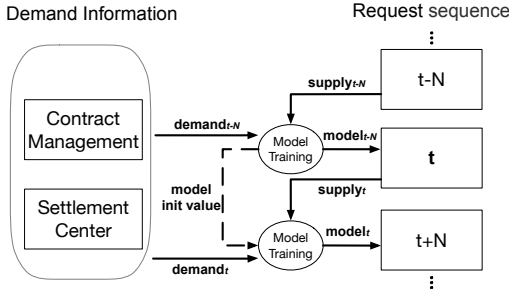 Demand Information
Request sequence
⋮
Contract
Management
Settlement
Center
demandt-N
supplyt-N
Model
Training
modelt-N
t-N
t
model
init value
supplyt
Model
Training
modelt
demandt
t+N
⋮